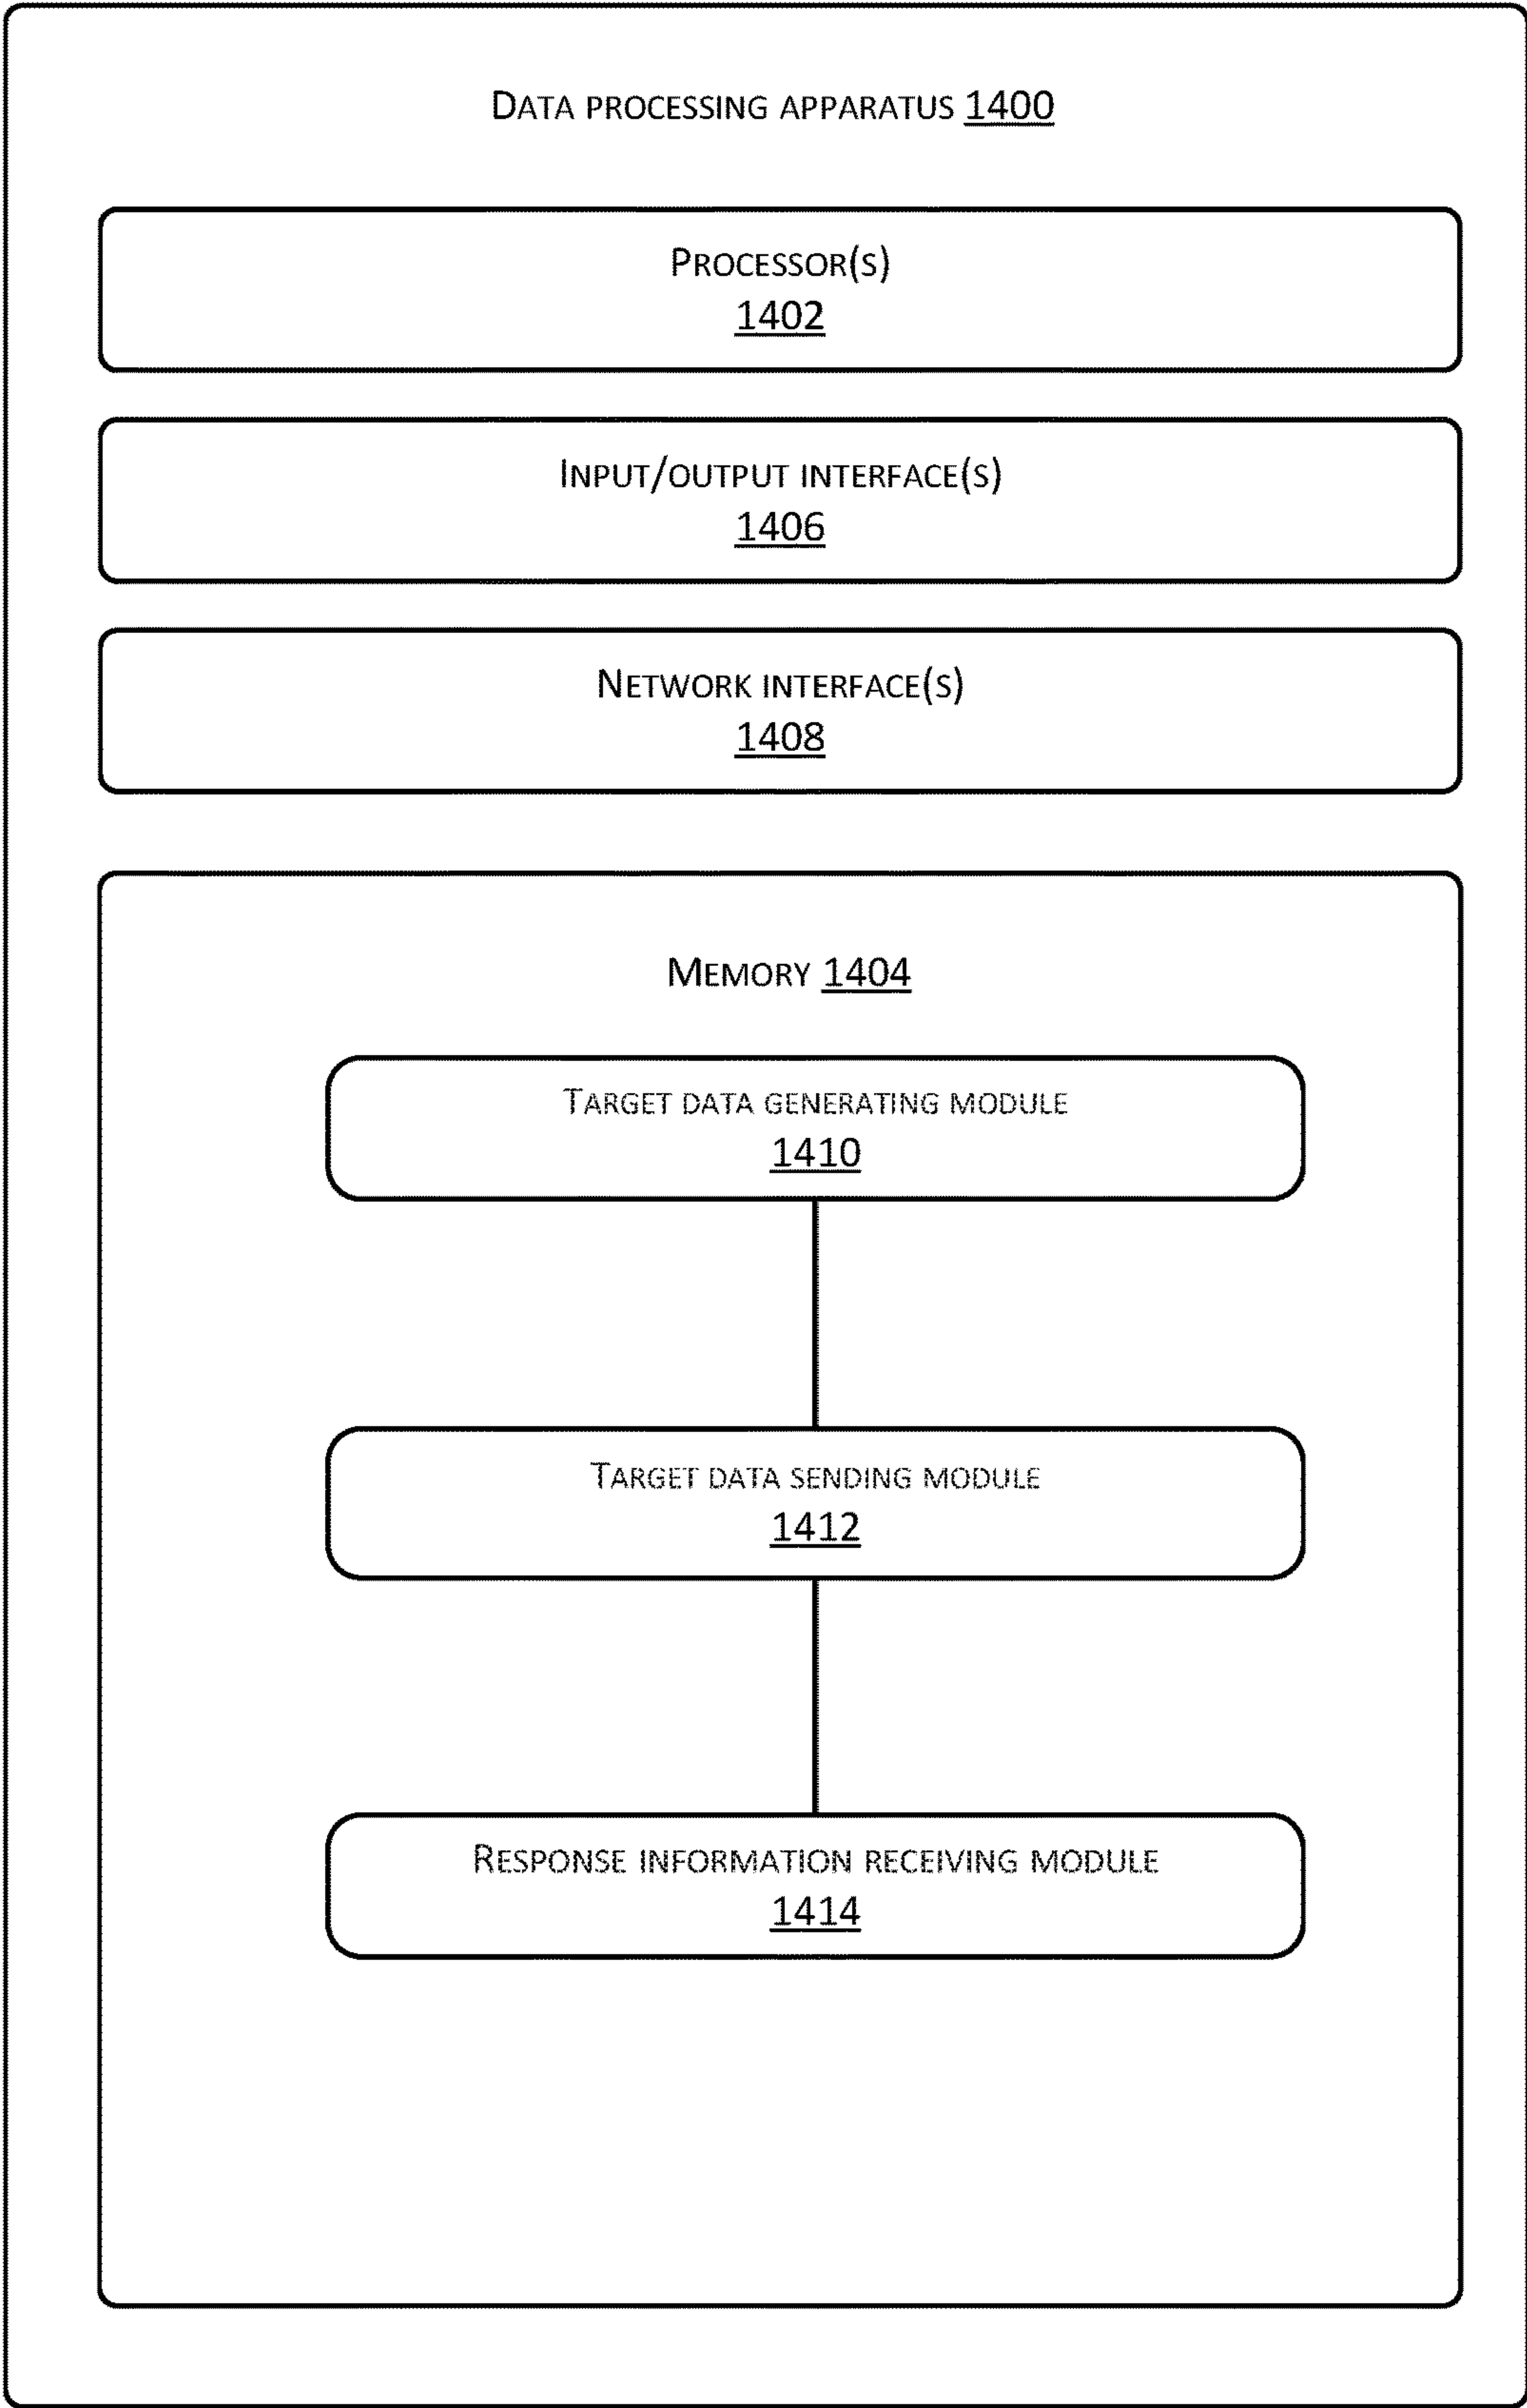 Data processing apparatus 1400
Processor(s)
1402
Input/output interface(s)
1406
Network interface(s)
1408
Memory 1404
Target data generating module
1410
Target data sending module
1412
Response information receiving module
1414